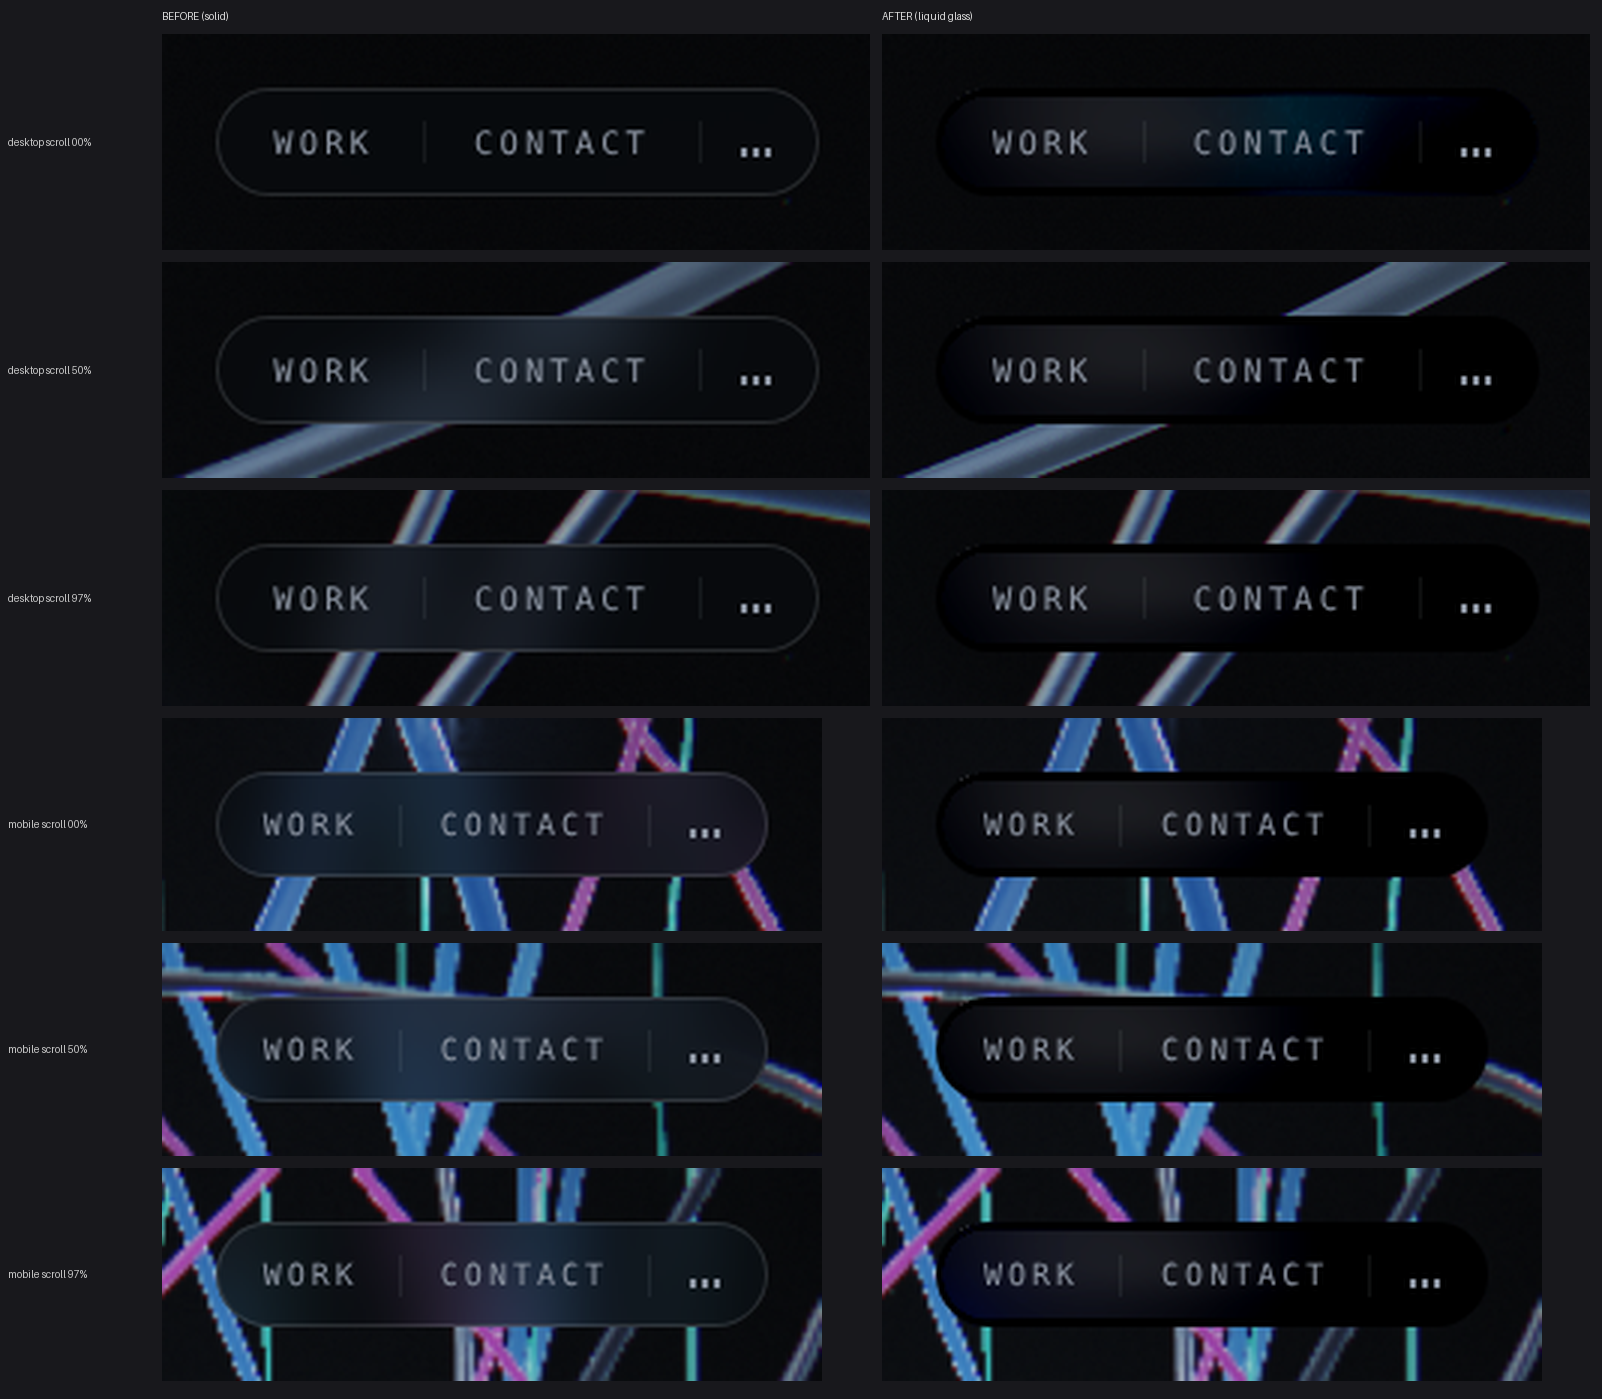 BEFORE (solid) AFTER (liquid glass)
desktop scroll 00% WORK CONTACT ... WORK CONTACT ...
desktop scroll 50% WORK CONTACT ... WORK CONTACT ...
desktop scroll 97% WORK CONTACT ... WORK CONTACT ...
mobile scroll 00% WORK CONTACT ... WORK CONTACT ...
mobile scroll 50% WORK CONTACT ... WORK CONTACT ...
mobile scroll 97% WORK CONTACT ... WORK CONTACT ...